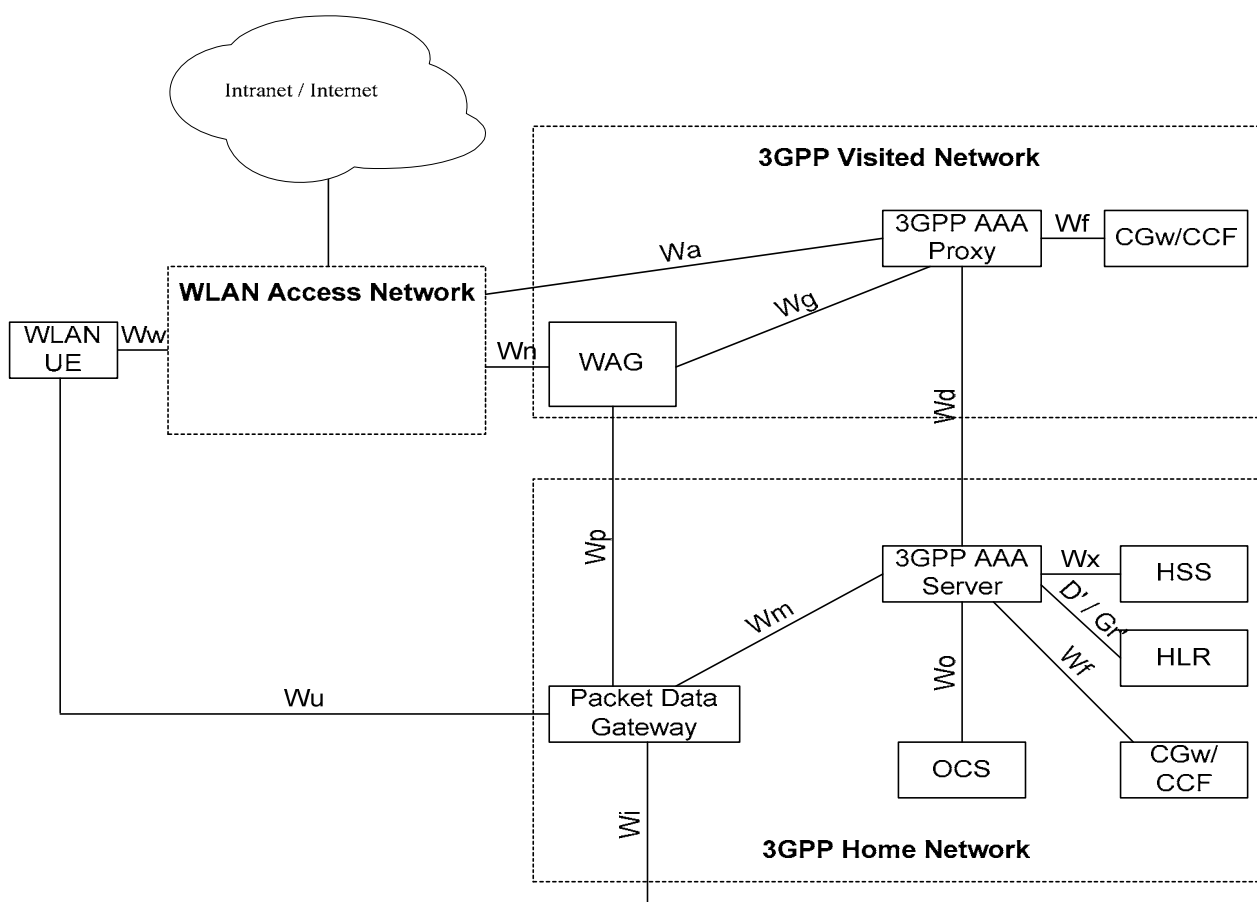 Intranet / Internet
3GPP Visited Network
3GPP AAA
Proxy
Wf
CGw/CCF
Wa
WLAN Access Network
Wg
WLAN
UE
Ww
Wn
WAG
Wd
Wp
3GPP AAA
Server
Wx
HSS
D' / Gr'
HLR
Wm
Wo
Wf
Wu
Packet Data
Gateway
OCS
CGw/
CCF
Wi
3GPP Home Network